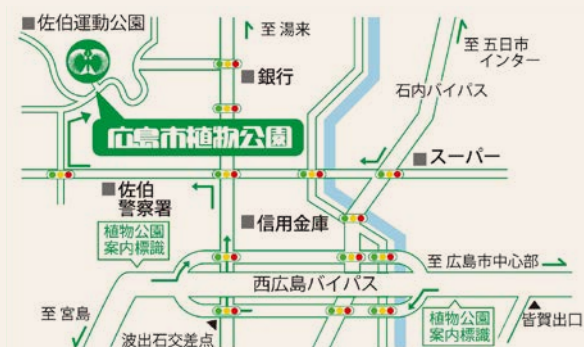 佐伯運動公園
至 湯来
至 五日市
インター
銀行
石内バイパス
広島市植物公園
スーパー
佐伯
警察署
信用金庫
植物公園
案内標識
至 広島市中心部
西広島バイパス
至 宮島
波出石交差点
植物公園
案内標識
皆賀出口